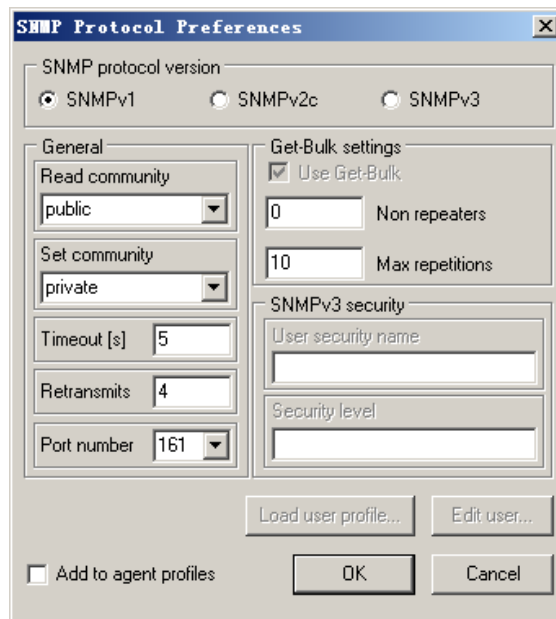 SNMP Protocol Preferences
SNMP protocol version
SNMPv1 SNMPv2c SNMPv3
General
Read community
public
Set community
private
Timeout [s] 5
Retransmits 4
Port number 161
Get-Bulk settings
Use Get-Bulk
0 Non repeaters
10 Max repetitions
SNMPv3 security
User security name
Security level
Load user profile... Edit user...
Add to agent profiles OK Cancel